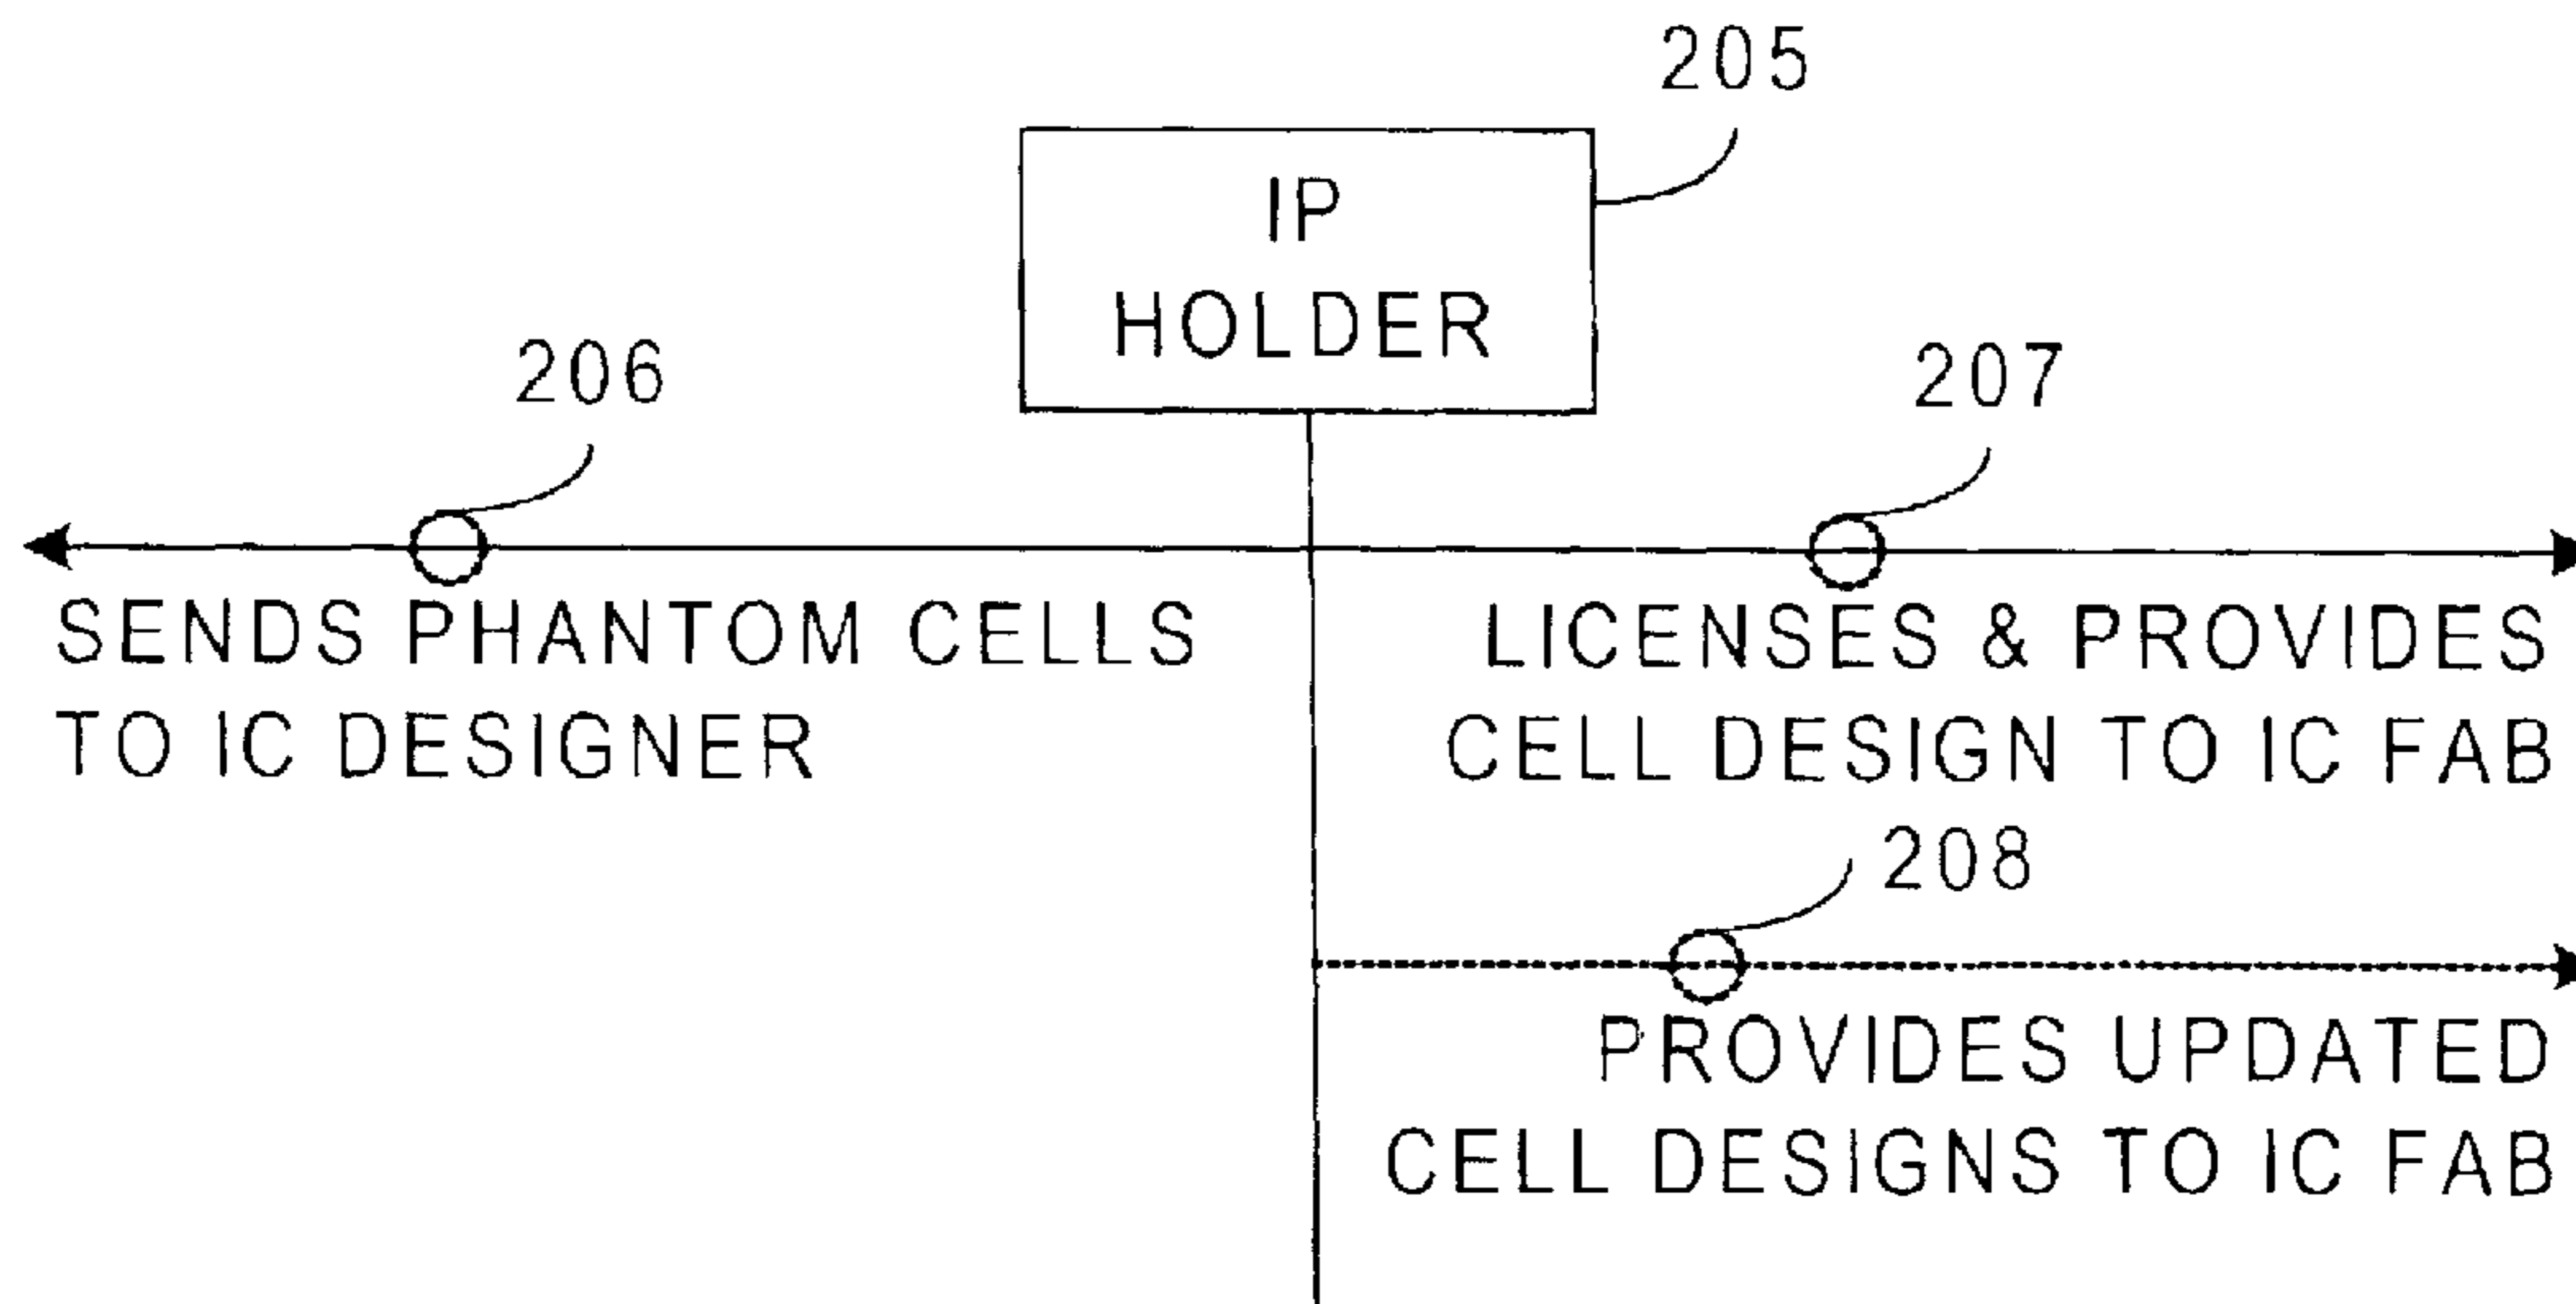 205
IP
HOLDER
206
207
SENDS PHANTOM CELLS
TO IC DESIGNER
LICENSES & PROVIDES
CELL DESIGN TO IC FAB
208
PROVIDES UPDATED
CELL DESIGNS TO IC FAB